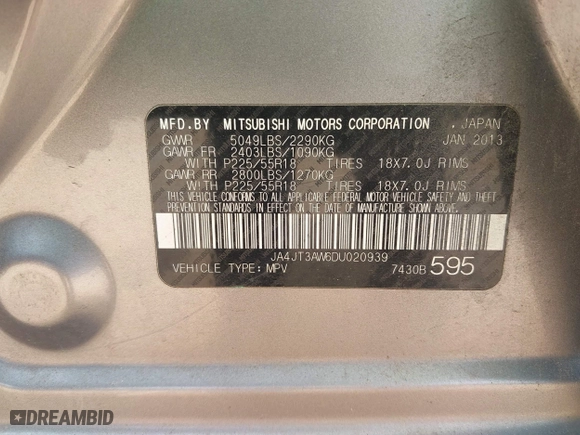 MFD.BY MITSUBISHI MOTORS CORPORATION . JAPAN
GVWR 5049LBS/2290KG JAN 2013
GAWR FR 2403LBS/1090KG
WITH P225/55R18 TIRES 18X7.0J RIMS
GAWR RR 2800LBS/1270KG
WITH P225/55R18 TIRES 18X7.0J RIMS
THIS VEHICLE CONFORMS TO ALL APPLICABLE FEDERAL MOTOR VEHICLE SAFETY AND THEFT
PREVENTION STANDARDS IN EFFECT ON THE DATE OF MANUFACTURE SHOWN ABOVE.
JA4JT3AW6DU020939
VEHICLE TYPE: MPV 7430B 595
DREAMBID